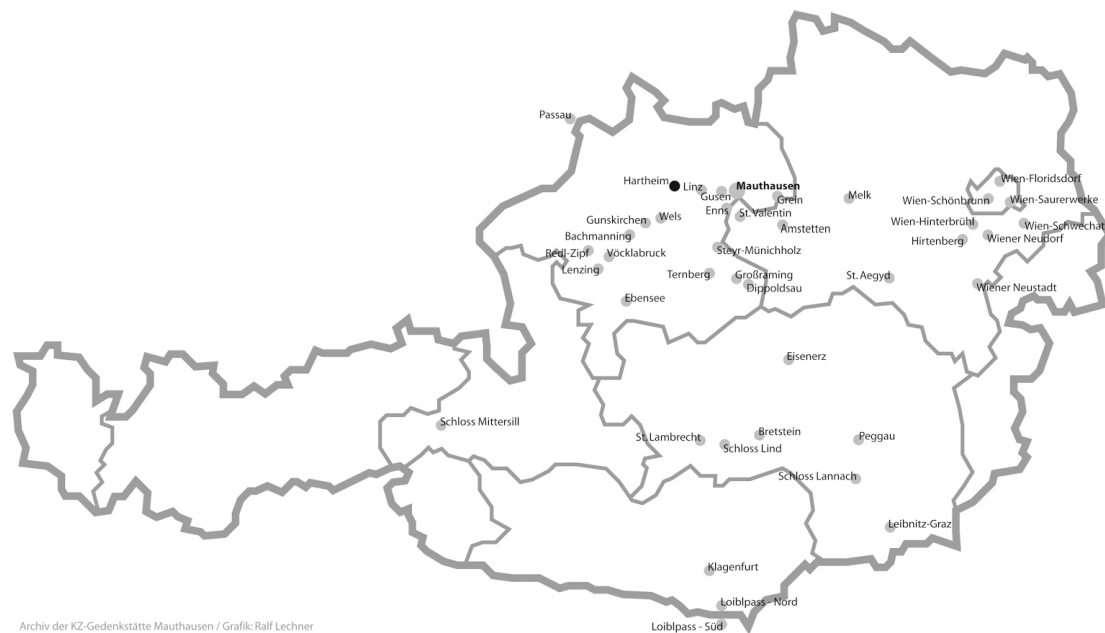 Passau
Hartheim
Linz
Mauthausen
Gusen
Grein
Enns
St. Valentin
Amstetten
Melk
Wien-Floridsdorf
Wien-Schönbrunn
Wien-Saurerwerke
Wien-Hinterbrühl
Wien-Schwechat
Hirtenberg
Wiener Neudorf
Gunskirchen
Wels
Bachmanning
Redl-Zipf
Vöcklabruck
Lenzing
Steyr-Münichholz
Ternberg
Großraming
Dippoldsau
St. Aegyd
Wiener Neustadt
Ebensee
Eisenerz
Schloss Mittersill
St. Lambrecht
Bretstein
Schloss Lind
Peggau
Schloss Lannach
Leibnitz-Graz
Klagenfurt
Loiblpass - Nord
Loiblpass - Süd
Archiv der KZ-Gedenkstätte Mauthausen / Grafik: Ralf Lechner